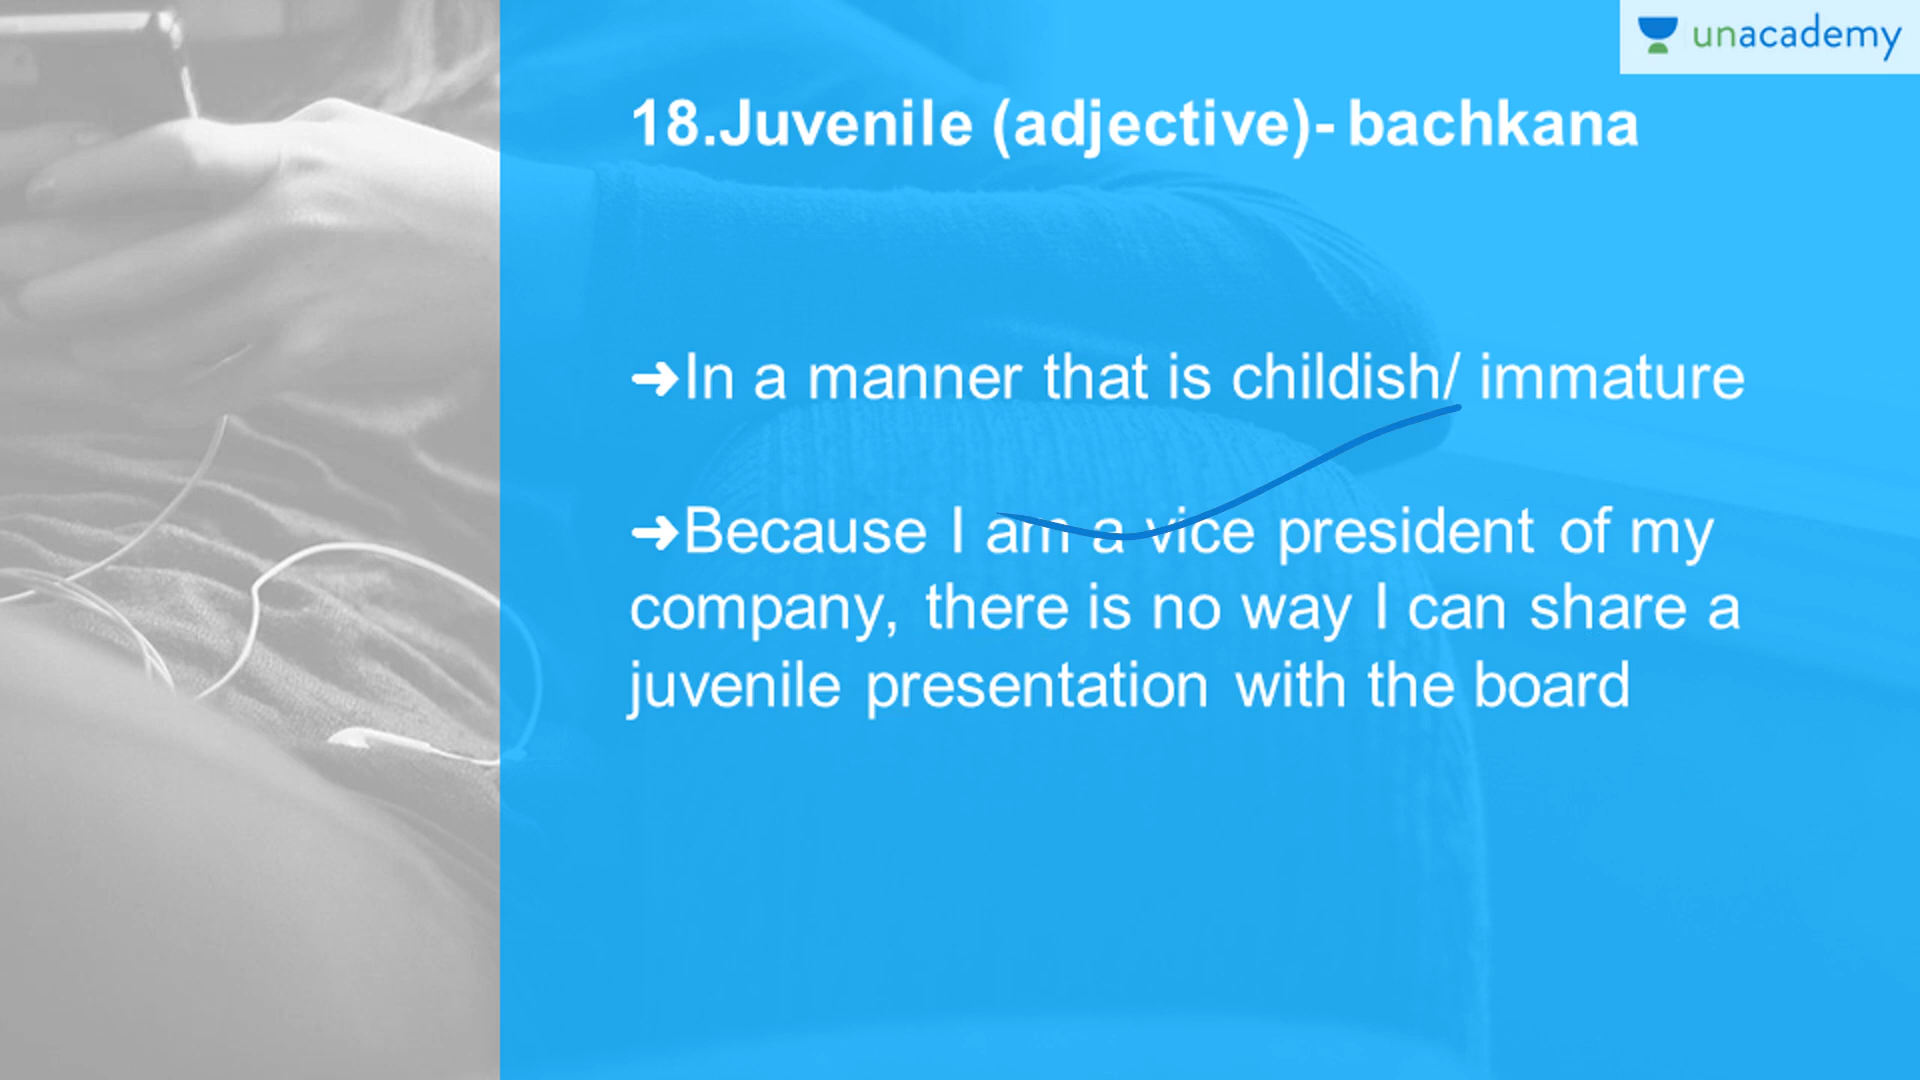 unacademy
18.Juvenile (adjective)- bachkana
➜In a manner that is childish/ immature
➜Because I am a vice president of my
company, there is no way I can share a
juvenile presentation with the board